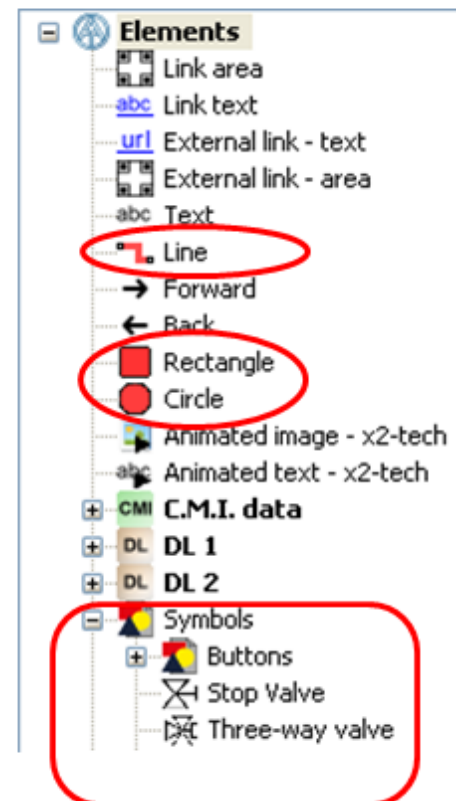 Elements
Link area
abc Link text
url External link - text
External link - area
abc Text
Line
Forward
Back
Rectangle
Circle
Animated image - x2-tech
abc Animated text - x2-tech
CMI C.M.I. data
DL DL 1
DL DL 2
Symbols
Buttons
Stop Valve
Three-way valve